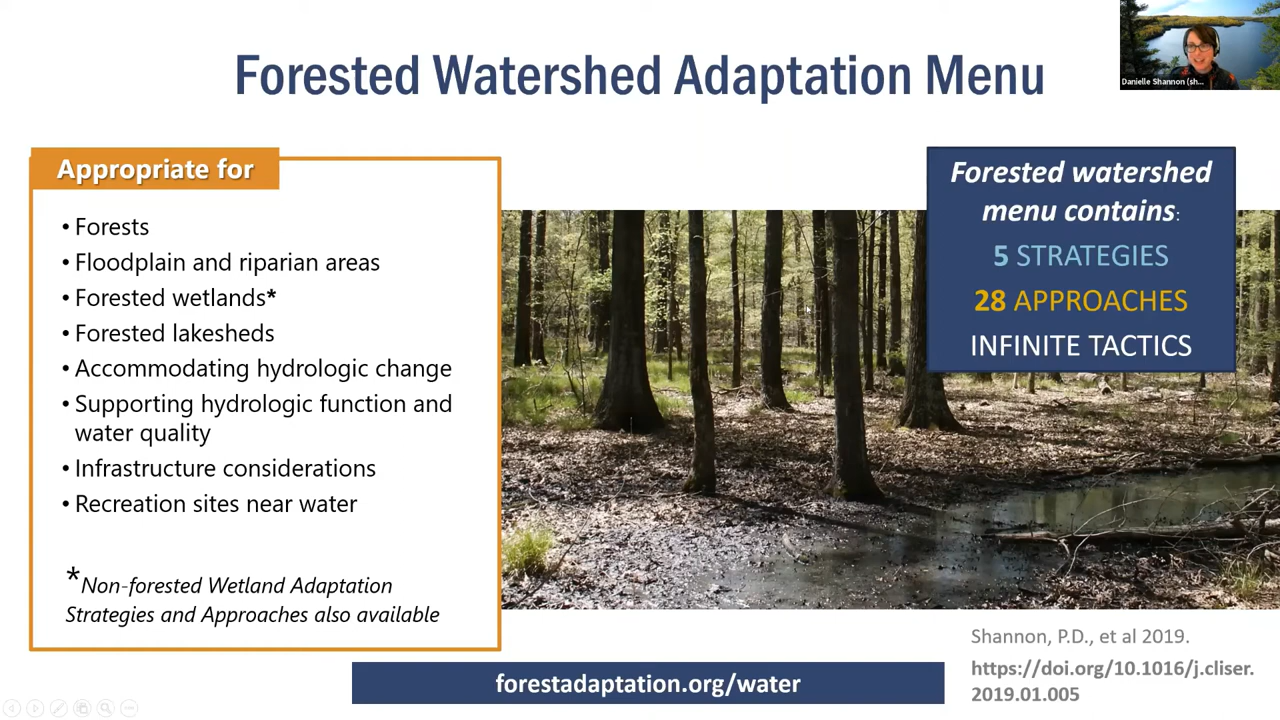 Forested Watershed Adaptation Menu
Danielle Shannon (sh...
Appropriate for
• Forests
• Floodplain and riparian areas
• Forested wetlands*
• Forested lakesheds
• Accommodating hydrologic change
• Supporting hydrologic function and
water quality
• Infrastructure considerations
• Recreation sites near water
*Non-forested Wetland Adaptation
Strategies and Approaches also available
Forested watershed
menu contains:
5 STRATEGIES
28 APPROACHES
INFINITE TACTICS
Shannon, P.D., et al 2019.
https://doi.org/10.1016/j.cliser.
2019.01.005
forestadaptation.org/water